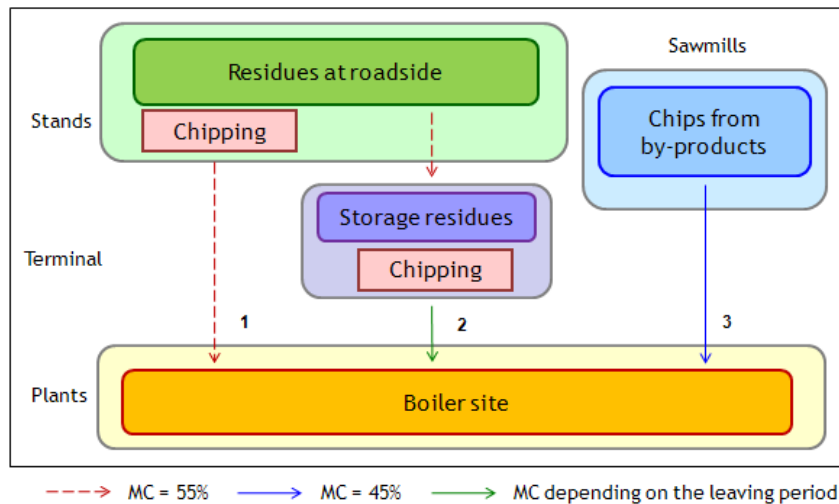 Sawmills
Residues at roadside
Stands
Chipping
Chips from
by-products
Storage residues
Terminal
Chipping
1
2
3
Plants
Boiler site
MC = 55%
MC = 45%
MC depending on the leaving period